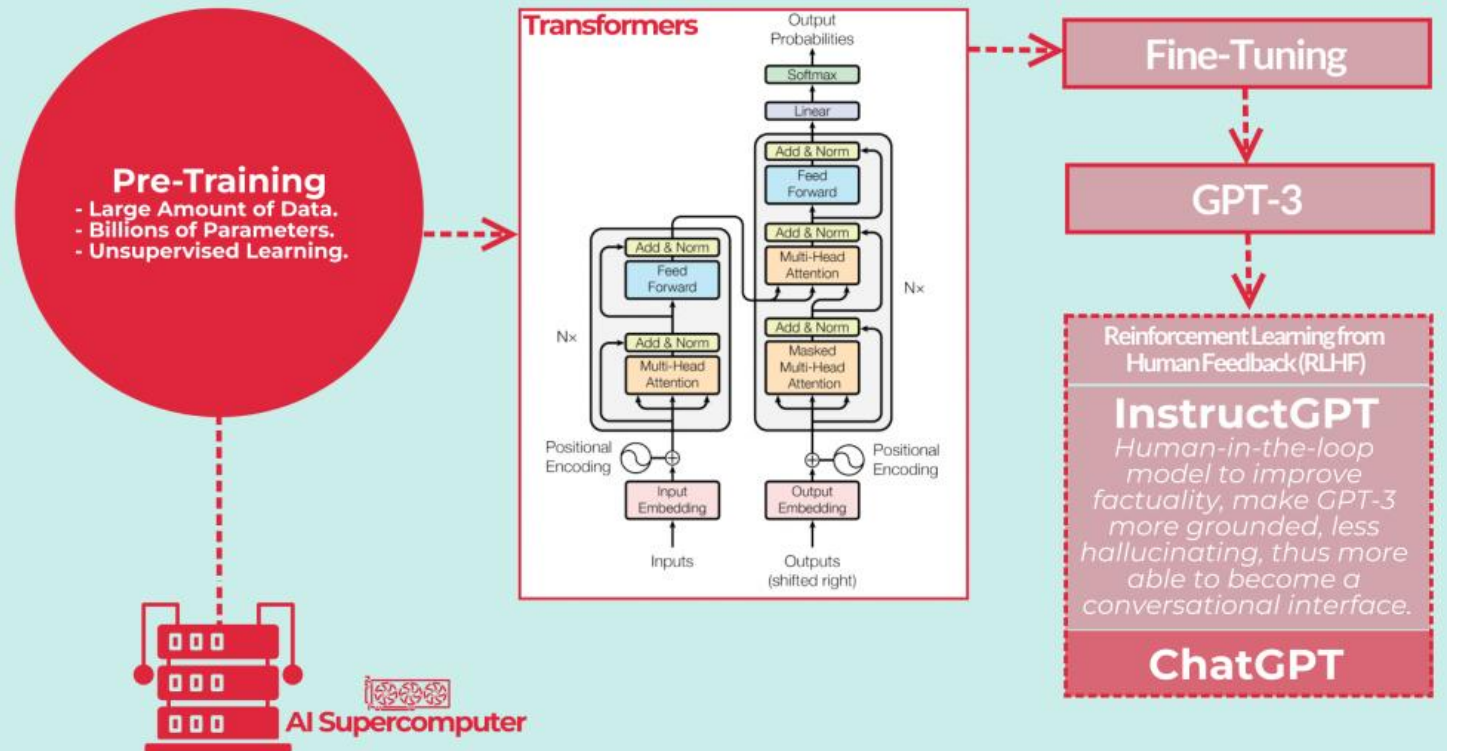 Pre-Training
- Large Amount of Data.
- Billions of Parameters.
- Unsupervised Learning.
AI Supercomputer
Transformers
Output
Probabilities
Softmax
Linear
Add & Norm
Feed
Forward
Add & Norm
Multi-Head
Attention
Nx
Add & Norm
Masked
Multi-Head
Attention
Add & Norm
Feed
Forward
Nx
Add & Norm
Multi-Head
Attention
Positional
Encoding
Positional
Encoding
Input
Embedding
Output
Embedding
Inputs
Outputs
(shifted right)
Fine-Tuning
GPT-3
Reinforcement Learning from
Human Feedback (RLHF)
InstructGPT
Human-in-the-loop
model to improve
factuality, make GPT-3
more grounded, less
hallucinating, thus more
able to become a
conversational interface.
ChatGPT